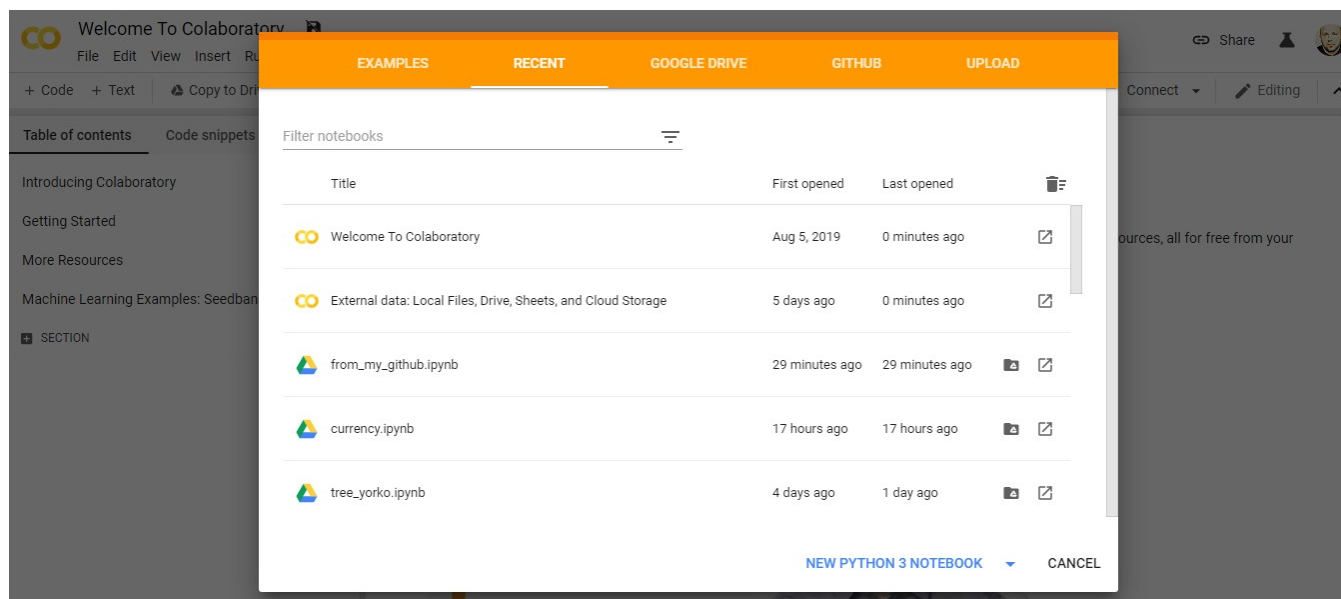 Welcome To Colaboratory
File Edit View Insert
Share
+ Code + Text Copy to
Connect Editing
EXAMPLES RECENT GOOGLE DRIVE GITHUB UPLOAD
Table of contents Code snippets
Introducing Colaboratory
Getting Started
More Resources
Machine Learning Examples:
SECTION
Filter notebooks
Title First opened Last opened
Welcome To Colaboratory Aug 5, 2019 0 minutes ago
External data: Local Files, Drive, Sheets, and Cloud Storage 5 days ago 0 minutes ago
from_my_github.ipynb 29 minutes ago 29 minutes ago
currency.ipynb 17 hours ago 17 hours ago
tree_yorko.ipynb 4 days ago 1 day ago
all for free from your
NEW PYTHON 3 NOTEBOOK CANCEL